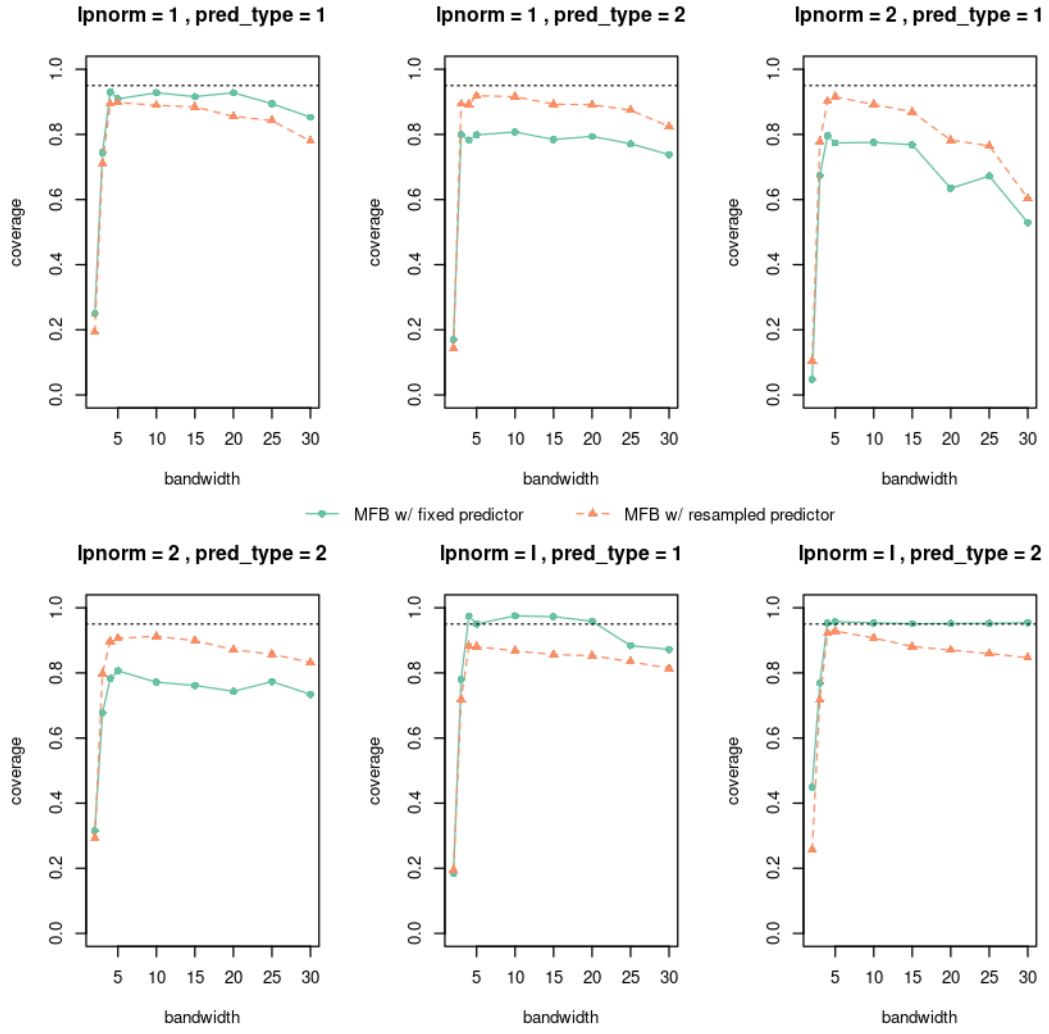 lpnorm = 1 , pred_type = 1
lpnorm = 1 , pred_type = 2
lpnorm = 2 , pred_type = 1
coverage
0.0 0.2 0.4 0.6 0.8 1.0
5 10 15 20 25 30
bandwidth
coverage
0.0 0.2 0.4 0.6 0.8 1.0
5 10 15 20 25 30
bandwidth
coverage
0.0 0.2 0.4 0.6 0.8 1.0
5 10 15 20 25 30
bandwidth
MFB w/ fixed predictor
MFB w/ resampled predictor
lpnorm = 2 , pred_type = 2
lpnorm = I , pred_type = 1
lpnorm = I , pred_type = 2
coverage
0.0 0.2 0.4 0.6 0.8 1.0
5 10 15 20 25 30
bandwidth
coverage
0.0 0.2 0.4 0.6 0.8 1.0
5 10 15 20 25 30
bandwidth
coverage
0.0 0.2 0.4 0.6 0.8 1.0
5 10 15 20 25 30
bandwidth